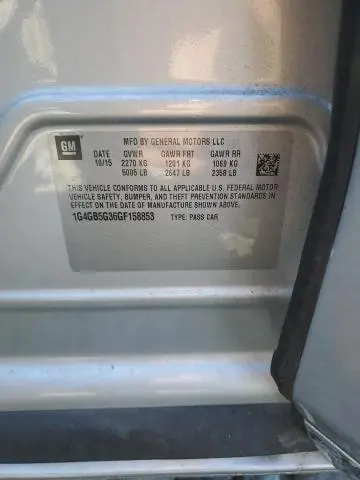 GM
MFD BY GENERAL MOTORS LLC
DATE GVWR GAWR FRT GAWR RR
10/15 2270 KG 1201 KG 1069 KG
5005 LB 2647 LB 2358 LB
THIS VEHICLE CONFORMS TO ALL APPLICABLE U.S. FEDERAL MOTOR
VEHICLE SAFETY, BUMPER, AND THEFT PREVENTION STANDARDS IN
EFFECT ON THE DATE OF MANUFACTURE SHOWN ABOVE.
1G4GB5G36GF158853 TYPE: PASS CAR